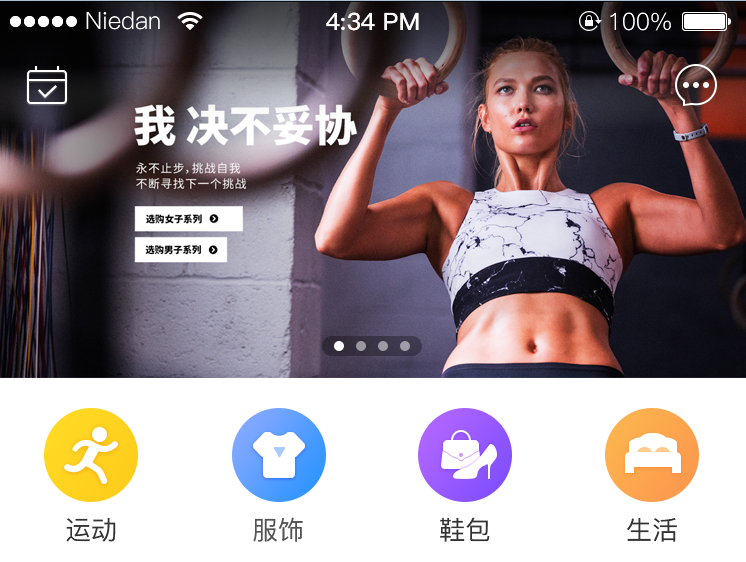 Niedan 4:34 PM 100%
我 决不妥协
永不止步，挑战自我
不断寻找下一个挑战
选购女子系列
选购男子系列
运动 服饰 鞋包 生活